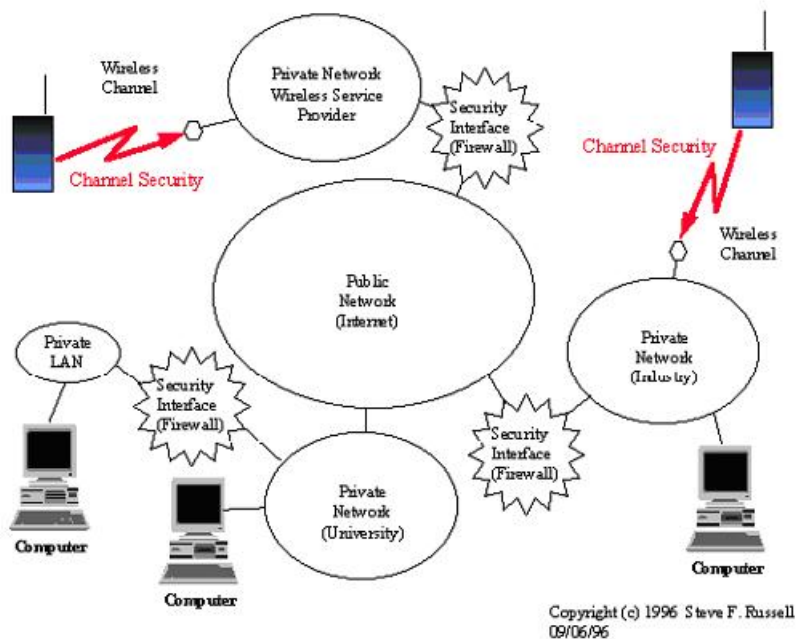 Wireless
Channel
Channel Security
Private Network
Wireless Service
Provider
Security
Interface
(Firewall)
Channel Security
Wireless
Channel
Public
Network
(Internet)
Private
LAN
Security
Interface
(Firewall)
Private
Network
(Industry)
Security
Interface
(Firewall)
Private
Network
(University)
Computer
Computer
Computer
Copyright (c) 1996 Steve F. Russell
09/06/96